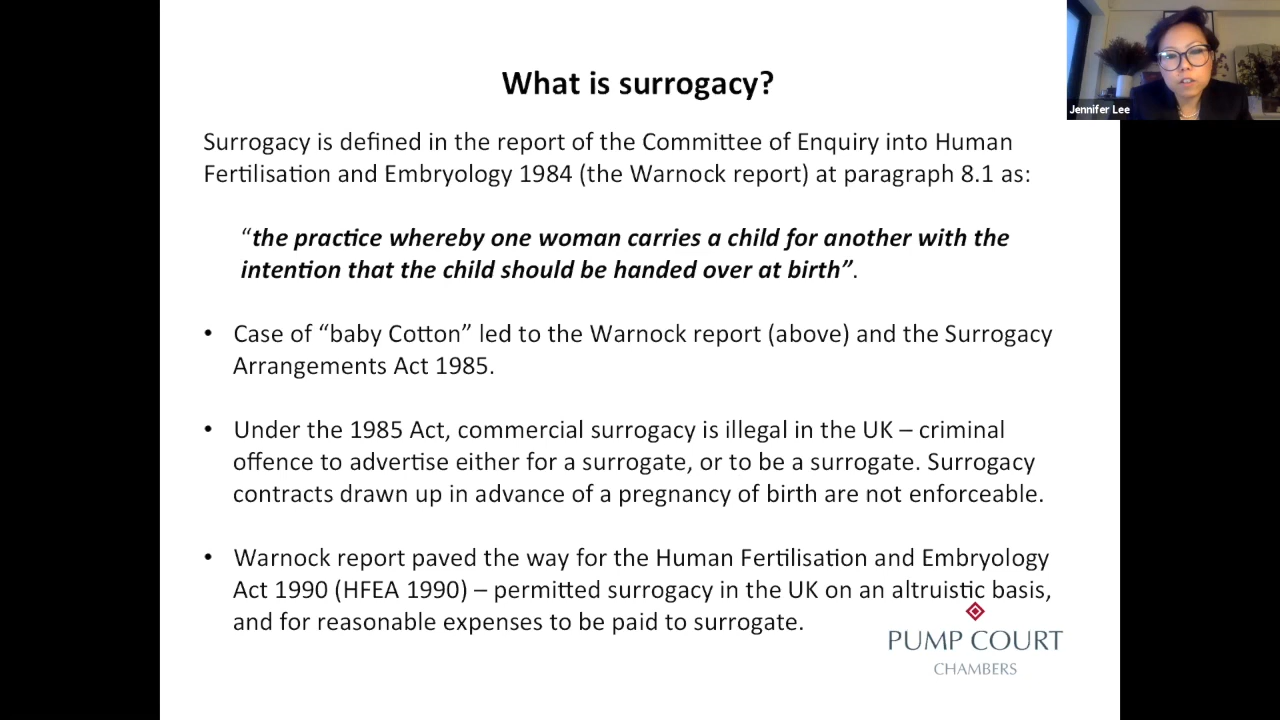 What is surrogacy?
Jennifer Lee
Surrogacy is defined in the report of the Committee of Enquiry into Human
Fertilisation and Embryology 1984 (the Warnock report) at paragraph 8.1 as:
“the practice whereby one woman carries a child for another with the
intention that the child should be handed over at birth”.
• Case of “baby Cotton” led to the Warnock report (above) and the Surrogacy
Arrangements Act 1985.
• Under the 1985 Act, commercial surrogacy is illegal in the UK – criminal
offence to advertise either for a surrogate, or to be a surrogate. Surrogacy
contracts drawn up in advance of a pregnancy of birth are not enforceable.
• Warnock report paved the way for the Human Fertilisation and Embryology
Act 1990 (HFEA 1990) – permitted surrogacy in the UK on an altruistic basis,
and for reasonable expenses to be paid to surrogate.
PUMP COURT
CHAMBERS